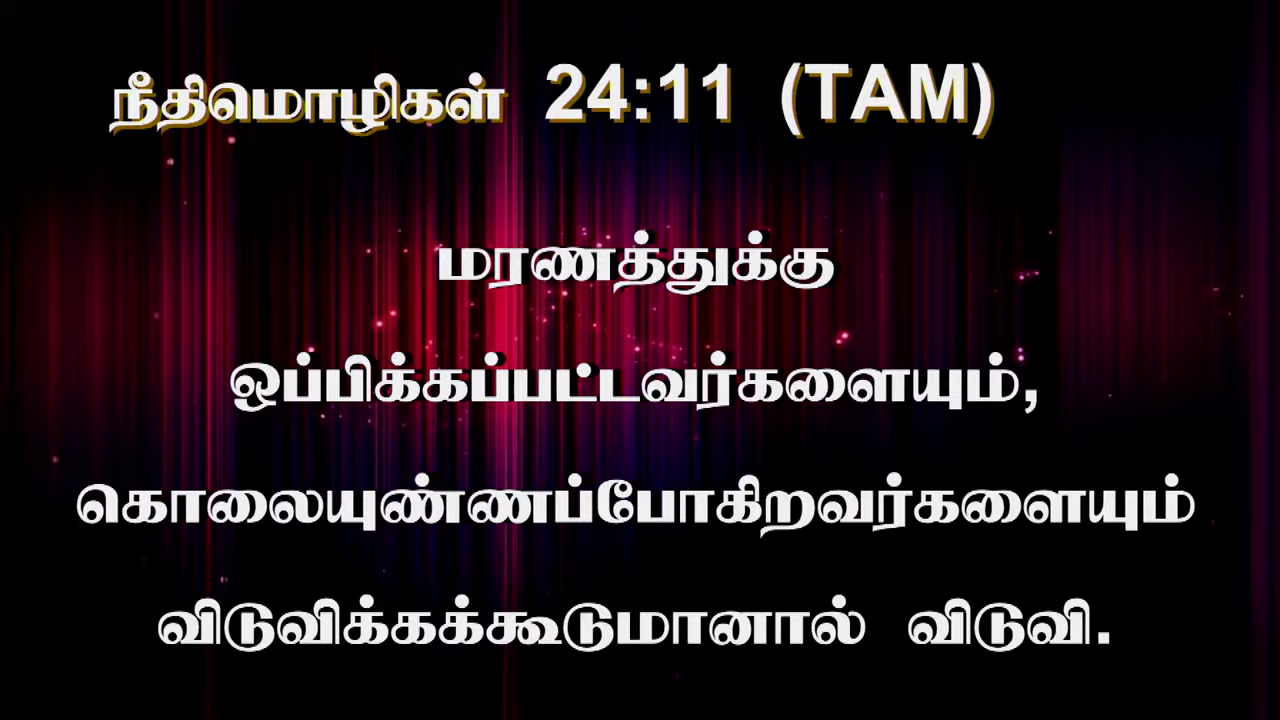 நீதிமொழிகள் 24:11 (TAM)
மரணத்துக்கு
ஒப்பிக்கப்பட்டவர்களையும்,
கொலையுண்ணப்போகிறவர்களையும்
விடுவிக்கக்கூடுமானால் விடுவி.